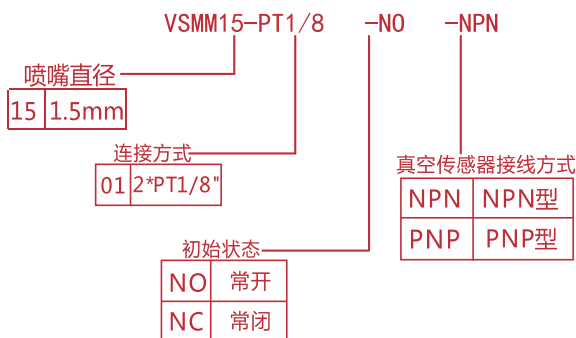 VSMM15-PT1/8 -NO -NPN
喷嘴直径
15 1.5mm
连接方式
01 2*PT1/8"
真空传感器接线方式
NPN NPN型
PNP PNP型
初始状态
NO 常开
NC 常闭